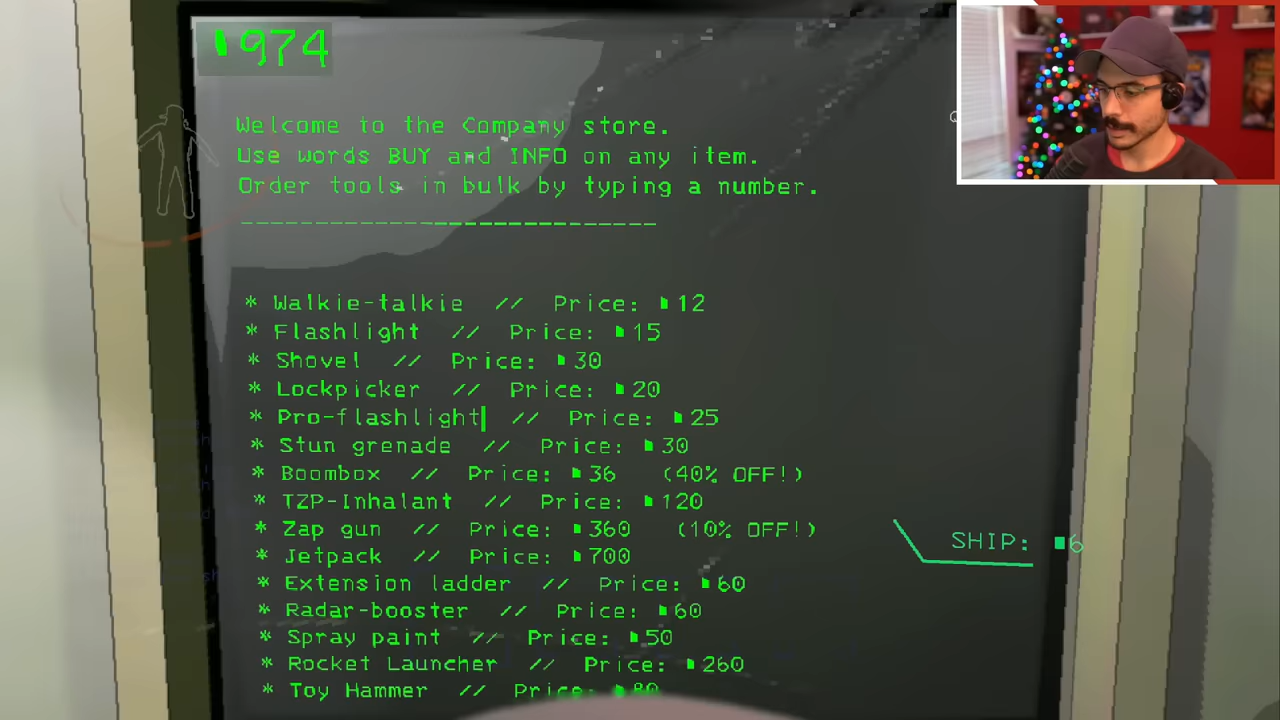 ▮974
Welcome to the Company store.
Use words BUY and INFO on any item.
Order tools in bulk by typing a number.
----------------------------
* Walkie-talkie // Price: ▮12
* Flashlight // Price: ▮15
* Shovel // Price: ▮30
* Lockpicker // Price: ▮20
* Pro-flashlight // Price: ▮25
* Stun grenade // Price: ▮30
* Boombox // Price: ▮36 (40% OFF!)
* TZP-Inhalant // Price: ▮120
* Zap gun // Price: ▮360 (10% OFF!)
* Jetpack // Price: ▮700
* Extension ladder // Price: ▮60
* Radar-booster // Price: ▮60
* Spray paint // Price: ▮50
* Rocket Launcher // Price: ▮260
* Toy Hammer // Price: ▮80
SHIP: ■6